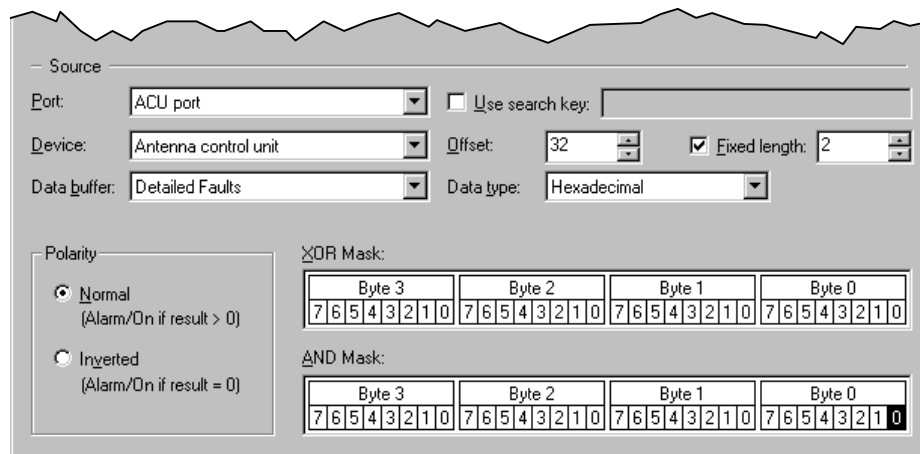 Source
Port: ACU port Use search key:
Device: Antenna control unit Offset: 32 Fixed length: 2
Data buffer: Detailed Faults Data type: Hexadecimal
Polarity
Normal
(Alarm/On if result > 0)
Inverted
(Alarm/On if result = 0)
XOR Mask:
Byte 3 Byte 2 Byte 1 Byte 0
7 6 5 4 3 2 1 0 7 6 5 4 3 2 1 0 7 6 5 4 3 2 1 0 7 6 5 4 3 2 1 0
AND Mask:
Byte 3 Byte 2 Byte 1 Byte 0
7 6 5 4 3 2 1 0 7 6 5 4 3 2 1 0 7 6 5 4 3 2 1 0 7 6 5 4 3 2 1 0